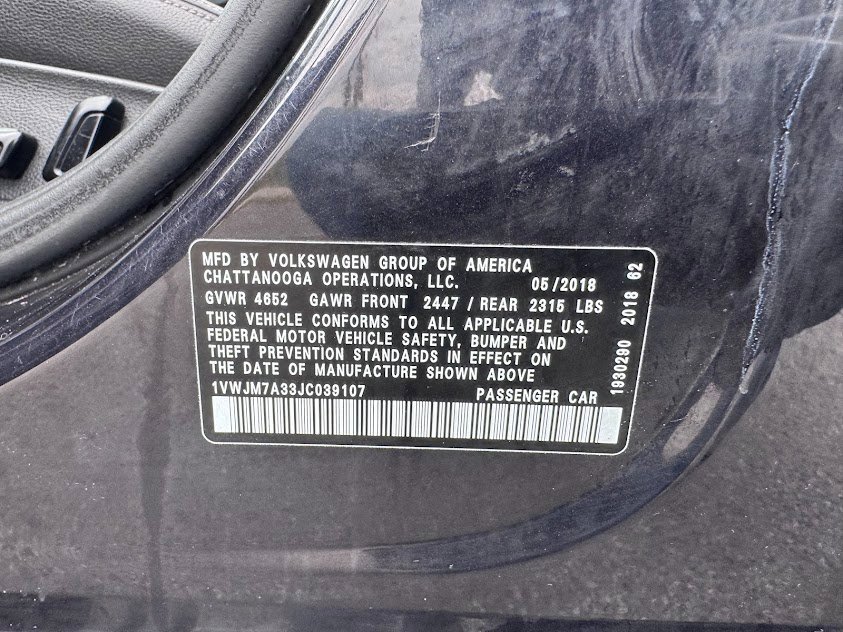 MFD BY VOLKSWAGEN GROUP OF AMERICA
CHATTANOOGA OPERATIONS, LLC. 05/2018
GVWR 4652 GAWR FRONT 2447 / REAR 2315 LBS
THIS VEHICLE CONFORMS TO ALL APPLICABLE U.S.
FEDERAL MOTOR VEHICLE SAFETY, BUMPER AND
THEFT PREVENTION STANDARDS IN EFFECT ON
THE DATE OF MANUFACTURE SHOWN ABOVE
1VWJM7A33JC039107 PASSENGER CAR
1930290 2018 62